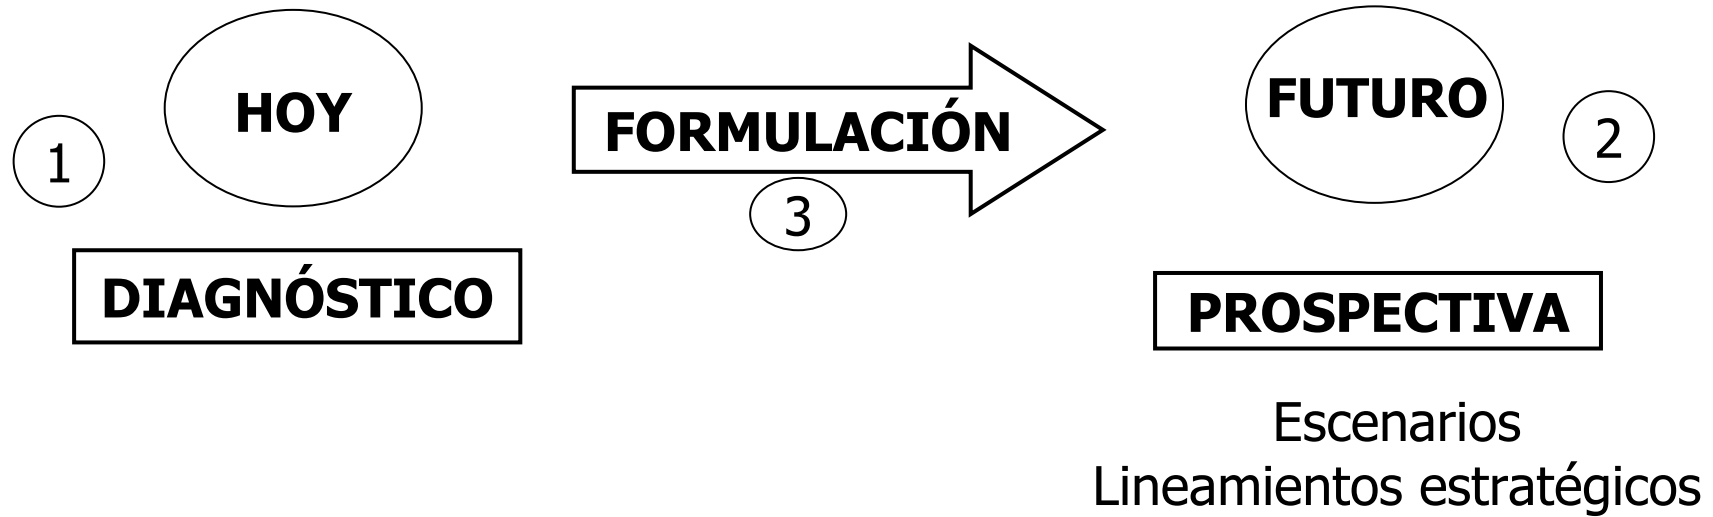 HOY
1
DIAGNÓSTICO
FORMULACIÓN
3
FUTURO
2
PROSPECTIVA
Escenarios
Lineamientos estratégicos